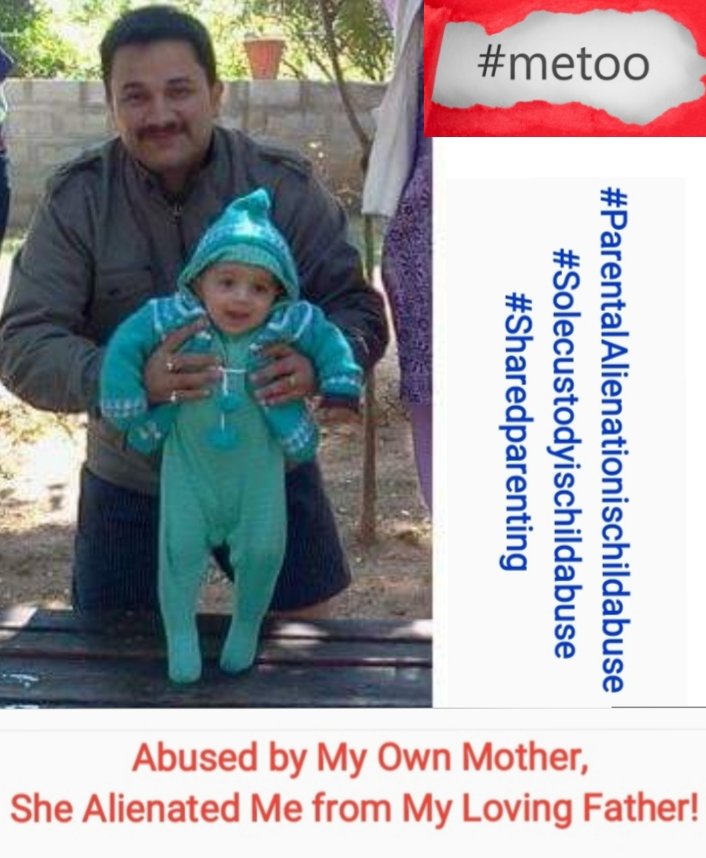 #metoo
#ParentalAlienationischildabuse
#Solecustodyischildabuse
#Sharedparenting
Abused by My Own Mother,
She Alienated Me from My Loving Father!